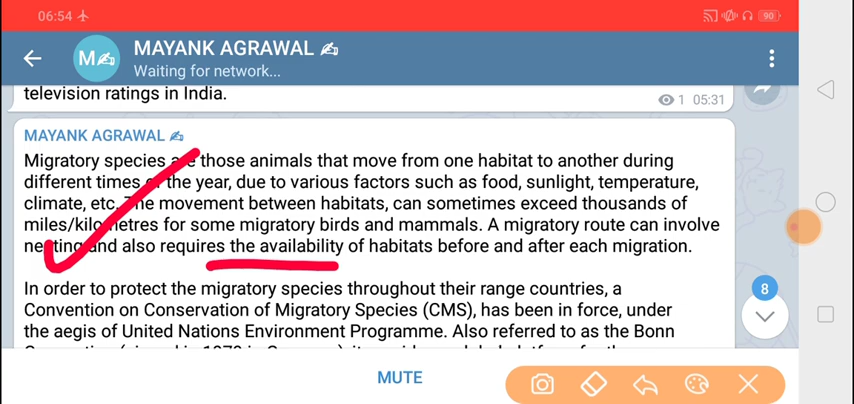 06:54
90
MAYANK AGRAWAL ✍
Waiting for network...
television ratings in India.
1 05:31
MAYANK AGRAWAL ✍
Migratory species are those animals that move from one habitat to another during
different times of the year, due to various factors such as food, sunlight, temperature,
climate, etc. The movement between habitats, can sometimes exceed thousands of
miles/kilometres for some migratory birds and mammals. A migratory route can involve
nesting and also requires the availability of habitats before and after each migration.
In order to protect the migratory species throughout their range countries, a
Convention on Conservation of Migratory Species (CMS), has been in force, under
the aegis of United Nations Environment Programme. Also referred to as the Bonn
8
MUTE